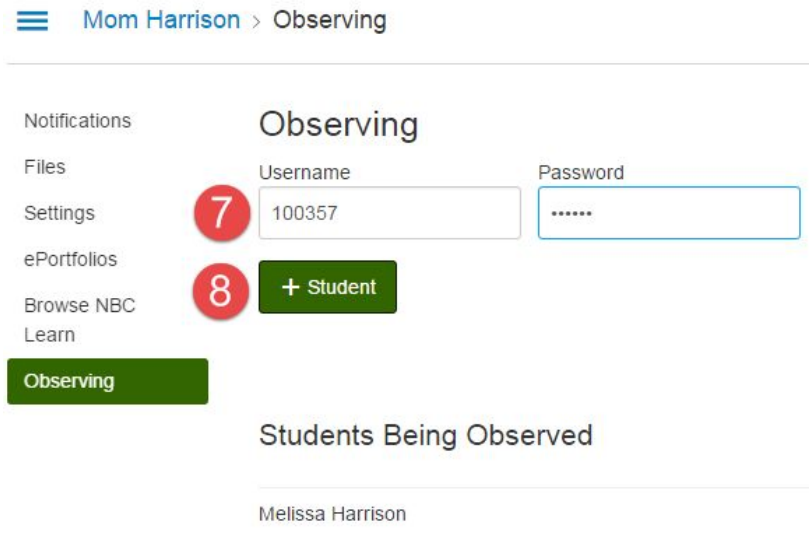 Mom Harrison > Observing
Notifications
Files
Settings
ePortfolios
Browse NBC
Learn
Observing
Observing
Username
Password
7
100357
••••••
8
+ Student
Students Being Observed
Melissa Harrison